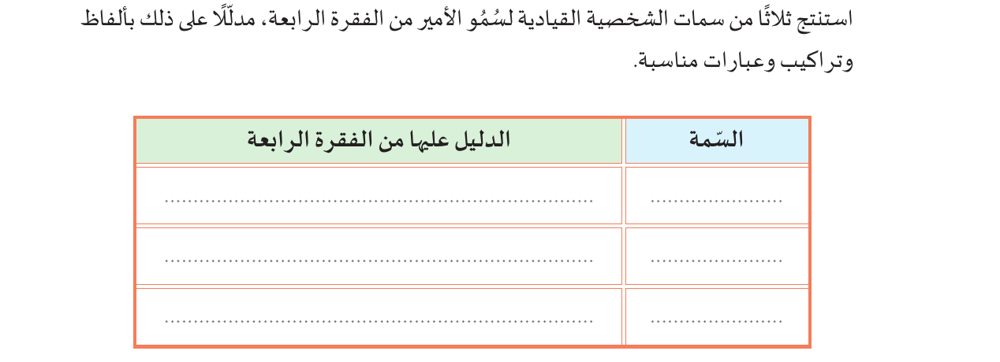 استنتج ثلاثًا من سمات الشخصية القيادية لسُمُو الأمير من الفقرة الرابعة، مدلّلًا على ذلك بألفاظ
وتراكيب وعبارات مناسبة.
السّمة الدليل عليها من الفقرة الرابعة